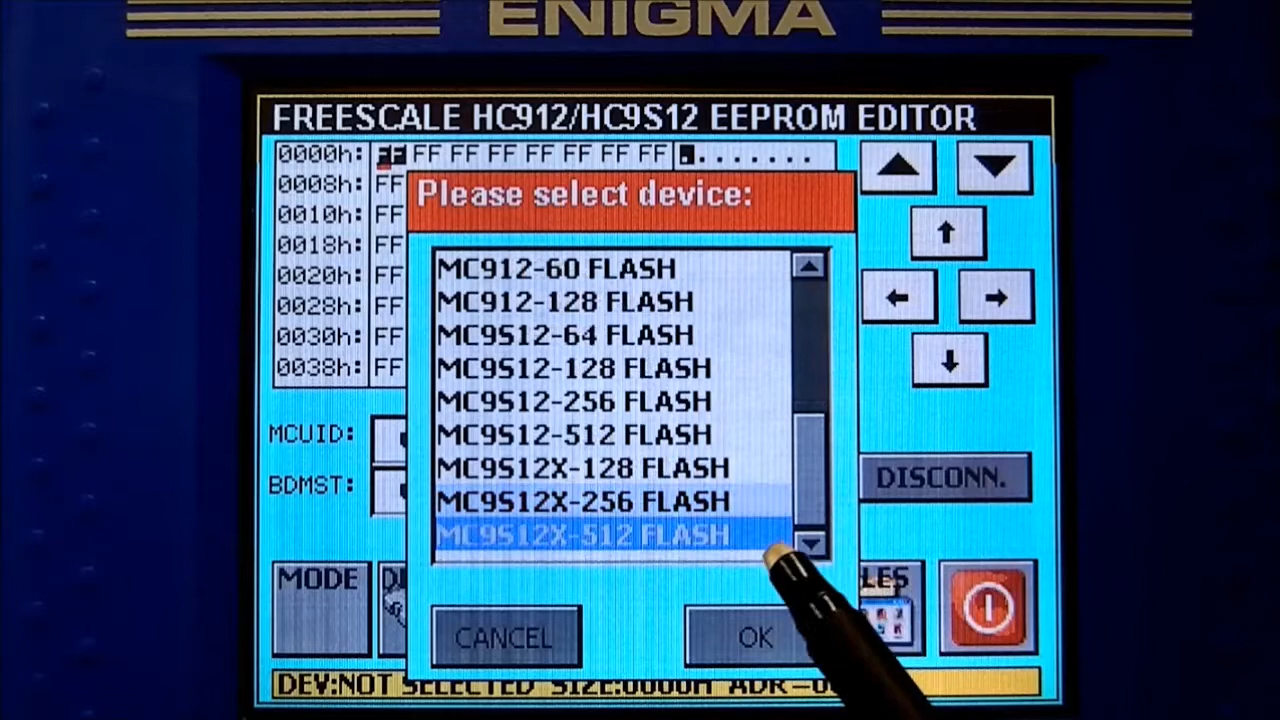 ENIGMA
FREESCALE HC912/HC9S12 EEPROM EDITOR
0000h: FF FF FF FF FF FF FF FF ........
Please select device:
0008h: FF
0010h: FF
0018h: FF
0020h: FF
0028h: FF
0030h: FF
0038h: FF
MC912-60 FLASH
MC912-128 FLASH
MC9S12-64 FLASH
MC9S12-128 FLASH
MC9S12-256 FLASH
MC9S12-512 FLASH
MC9S12X-128 FLASH
MC9S12X-256 FLASH
MC9S12X-512 FLASH
MCUID:
BDMST:
DISCONN.
MODE
CANCEL
OK
DEV:NOT SELECTED SIZE:0000H ADR